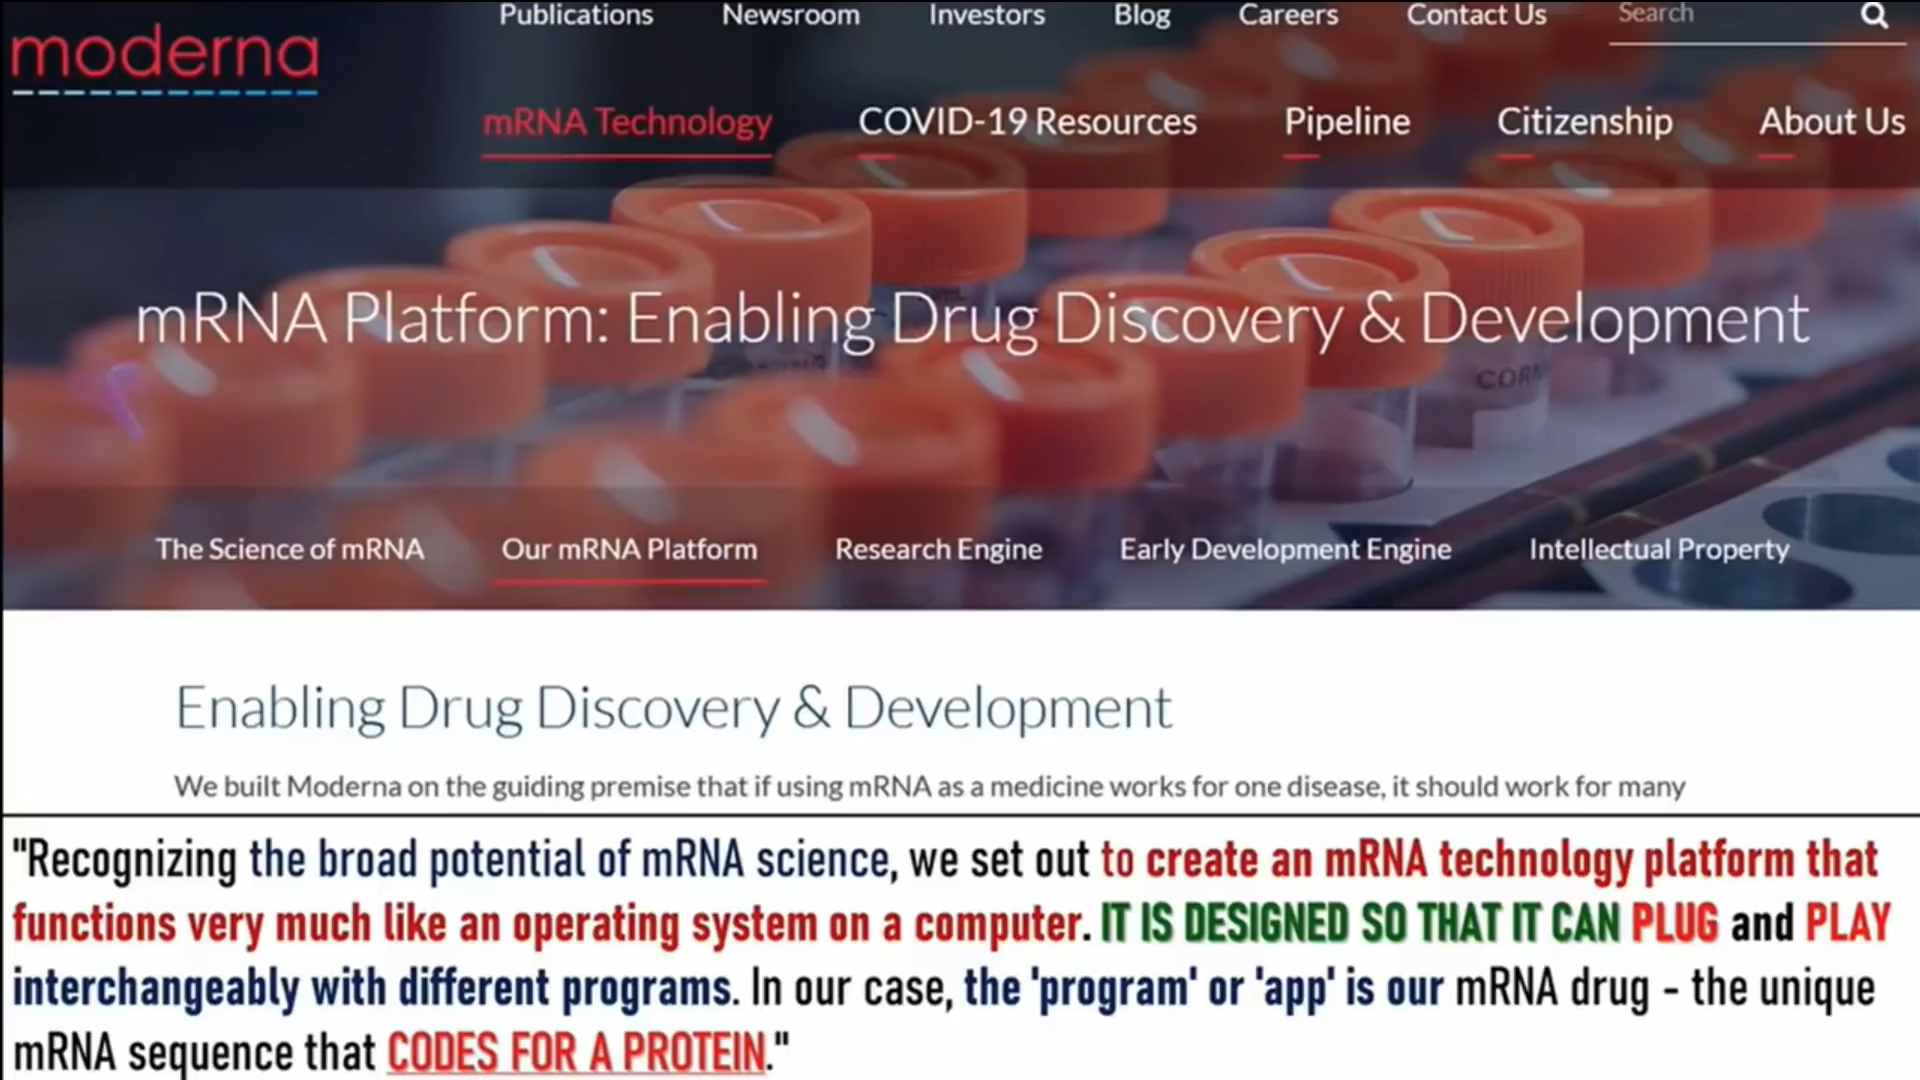 Publications Newsroom Investors Blog Careers Contact Us Search
moderna
mRNA Technology COVID-19 Resources Pipeline Citizenship About Us
mRNA Platform: Enabling Drug Discovery & Development
The Science of mRNA Our mRNA Platform Research Engine Early Development Engine Intellectual Property
Enabling Drug Discovery & Development
We built Moderna on the guiding premise that if using mRNA as a medicine works for one disease, it should work for many
"Recognizing the broad potential of mRNA science, we set out to create an mRNA technology platform that
functions very much like an operating system on a computer. IT IS DESIGNED SO THAT IT CAN PLUG and PLAY
interchangeably with different programs. In our case, the 'program' or 'app' is our mRNA drug - the unique
mRNA sequence that CODES FOR A PROTEIN."